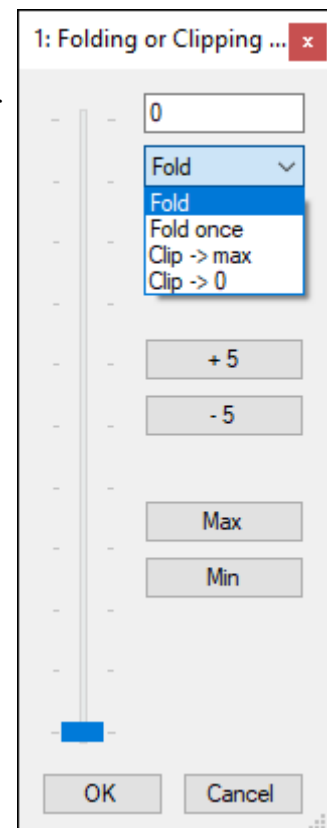 1: Folding or Clipping ...
x
0
Fold
Fold
Fold once
Clip -> max
Clip -> 0
+ 5
- 5
Max
Min
OK
Cancel